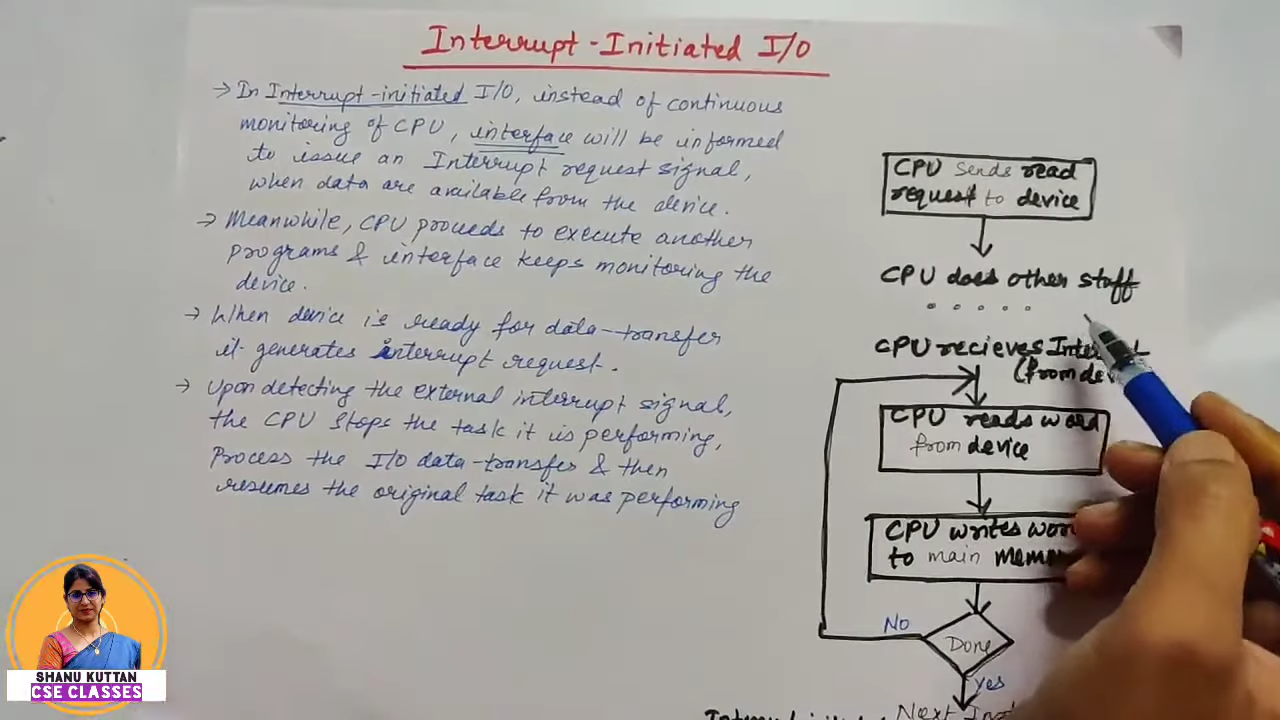 Interrupt-Initiated I/O
→ In Interrupt-initiated I/O, instead of continuous
monitoring of CPU, interface will be informed
to issue an Interrupt request signal,
when data are available from the device.
→ Meanwhile, CPU proceeds to execute another
programs & interface keeps monitoring the
device.
→ When device is ready for data-transfer
it generates interrupt request.
→ Upon detecting the external interrupt signal,
the CPU stops the task it is performing,
Process the I/O data-transfer & then
resumes the original task it was performing
CPU sends read
request to device
CPU does other stuff
. . . . .
CPU recieves
(from
CPU reads word
from device
CPU writes
to main
No
Done
yes
Next
SHANU KUTTAN
CSE CLASSES